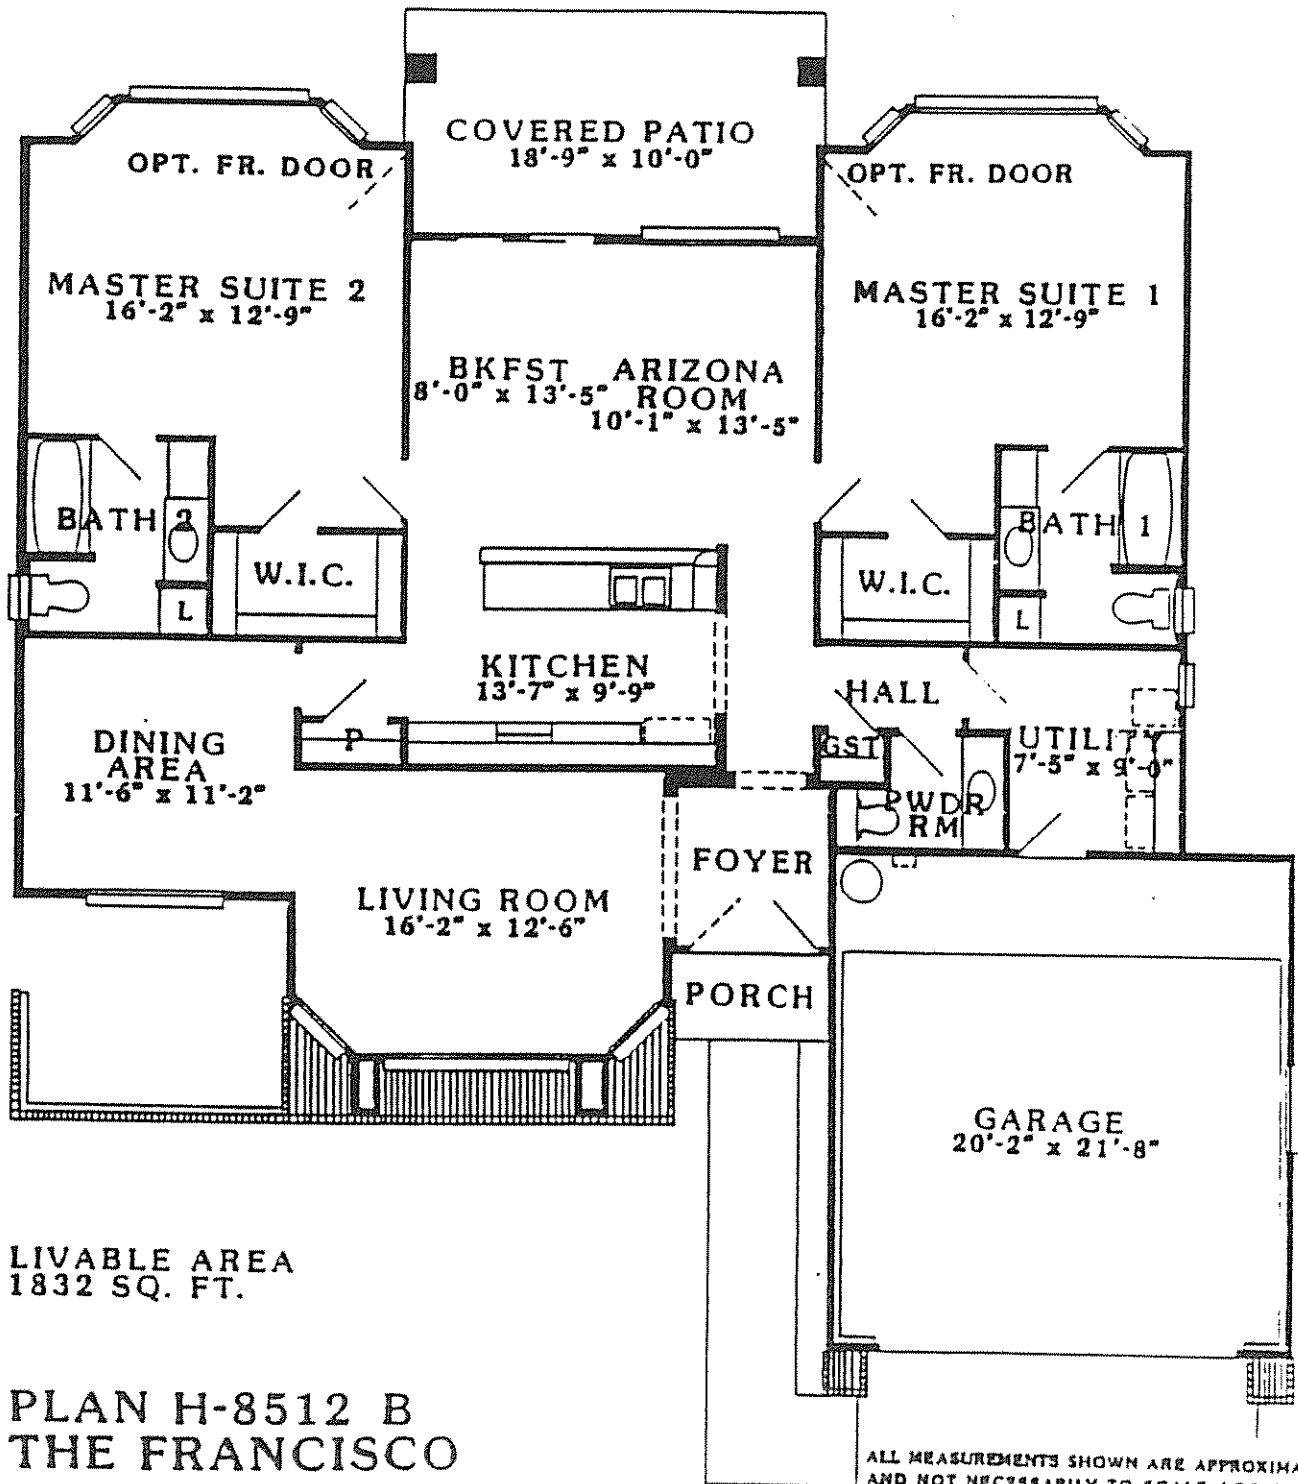 COVERED PATIO
18'-9" x 10'-0"
OPT. FR. DOOR
OPT. FR. DOOR
MASTER SUITE 2
16'-2" x 12'-9"
MASTER SUITE 1
16'-2" x 12'-9"
BKFST
8'-0" x 13'-5"
ARIZONA
ROOM
10'-1" x 13'-5"
BATH 2
W.I.C.
L
W.I.C.
BATH 1
L
KITCHEN
13'-7" x 9'-9"
HALL
DINING
AREA
11'-6" x 11'-2"
P
GST
UTILITY
7'-5" x 9'-0"
PWDR
RM
FOYER
LIVING ROOM
16'-2" x 12'-6"
PORCH
GARAGE
20'-2" x 21'-8"
LIVABLE AREA
1832 SQ. FT.
PLAN H-8512 B
THE FRANCISCO
ALL MEASUREMENTS SHOWN ARE APPROXIMA